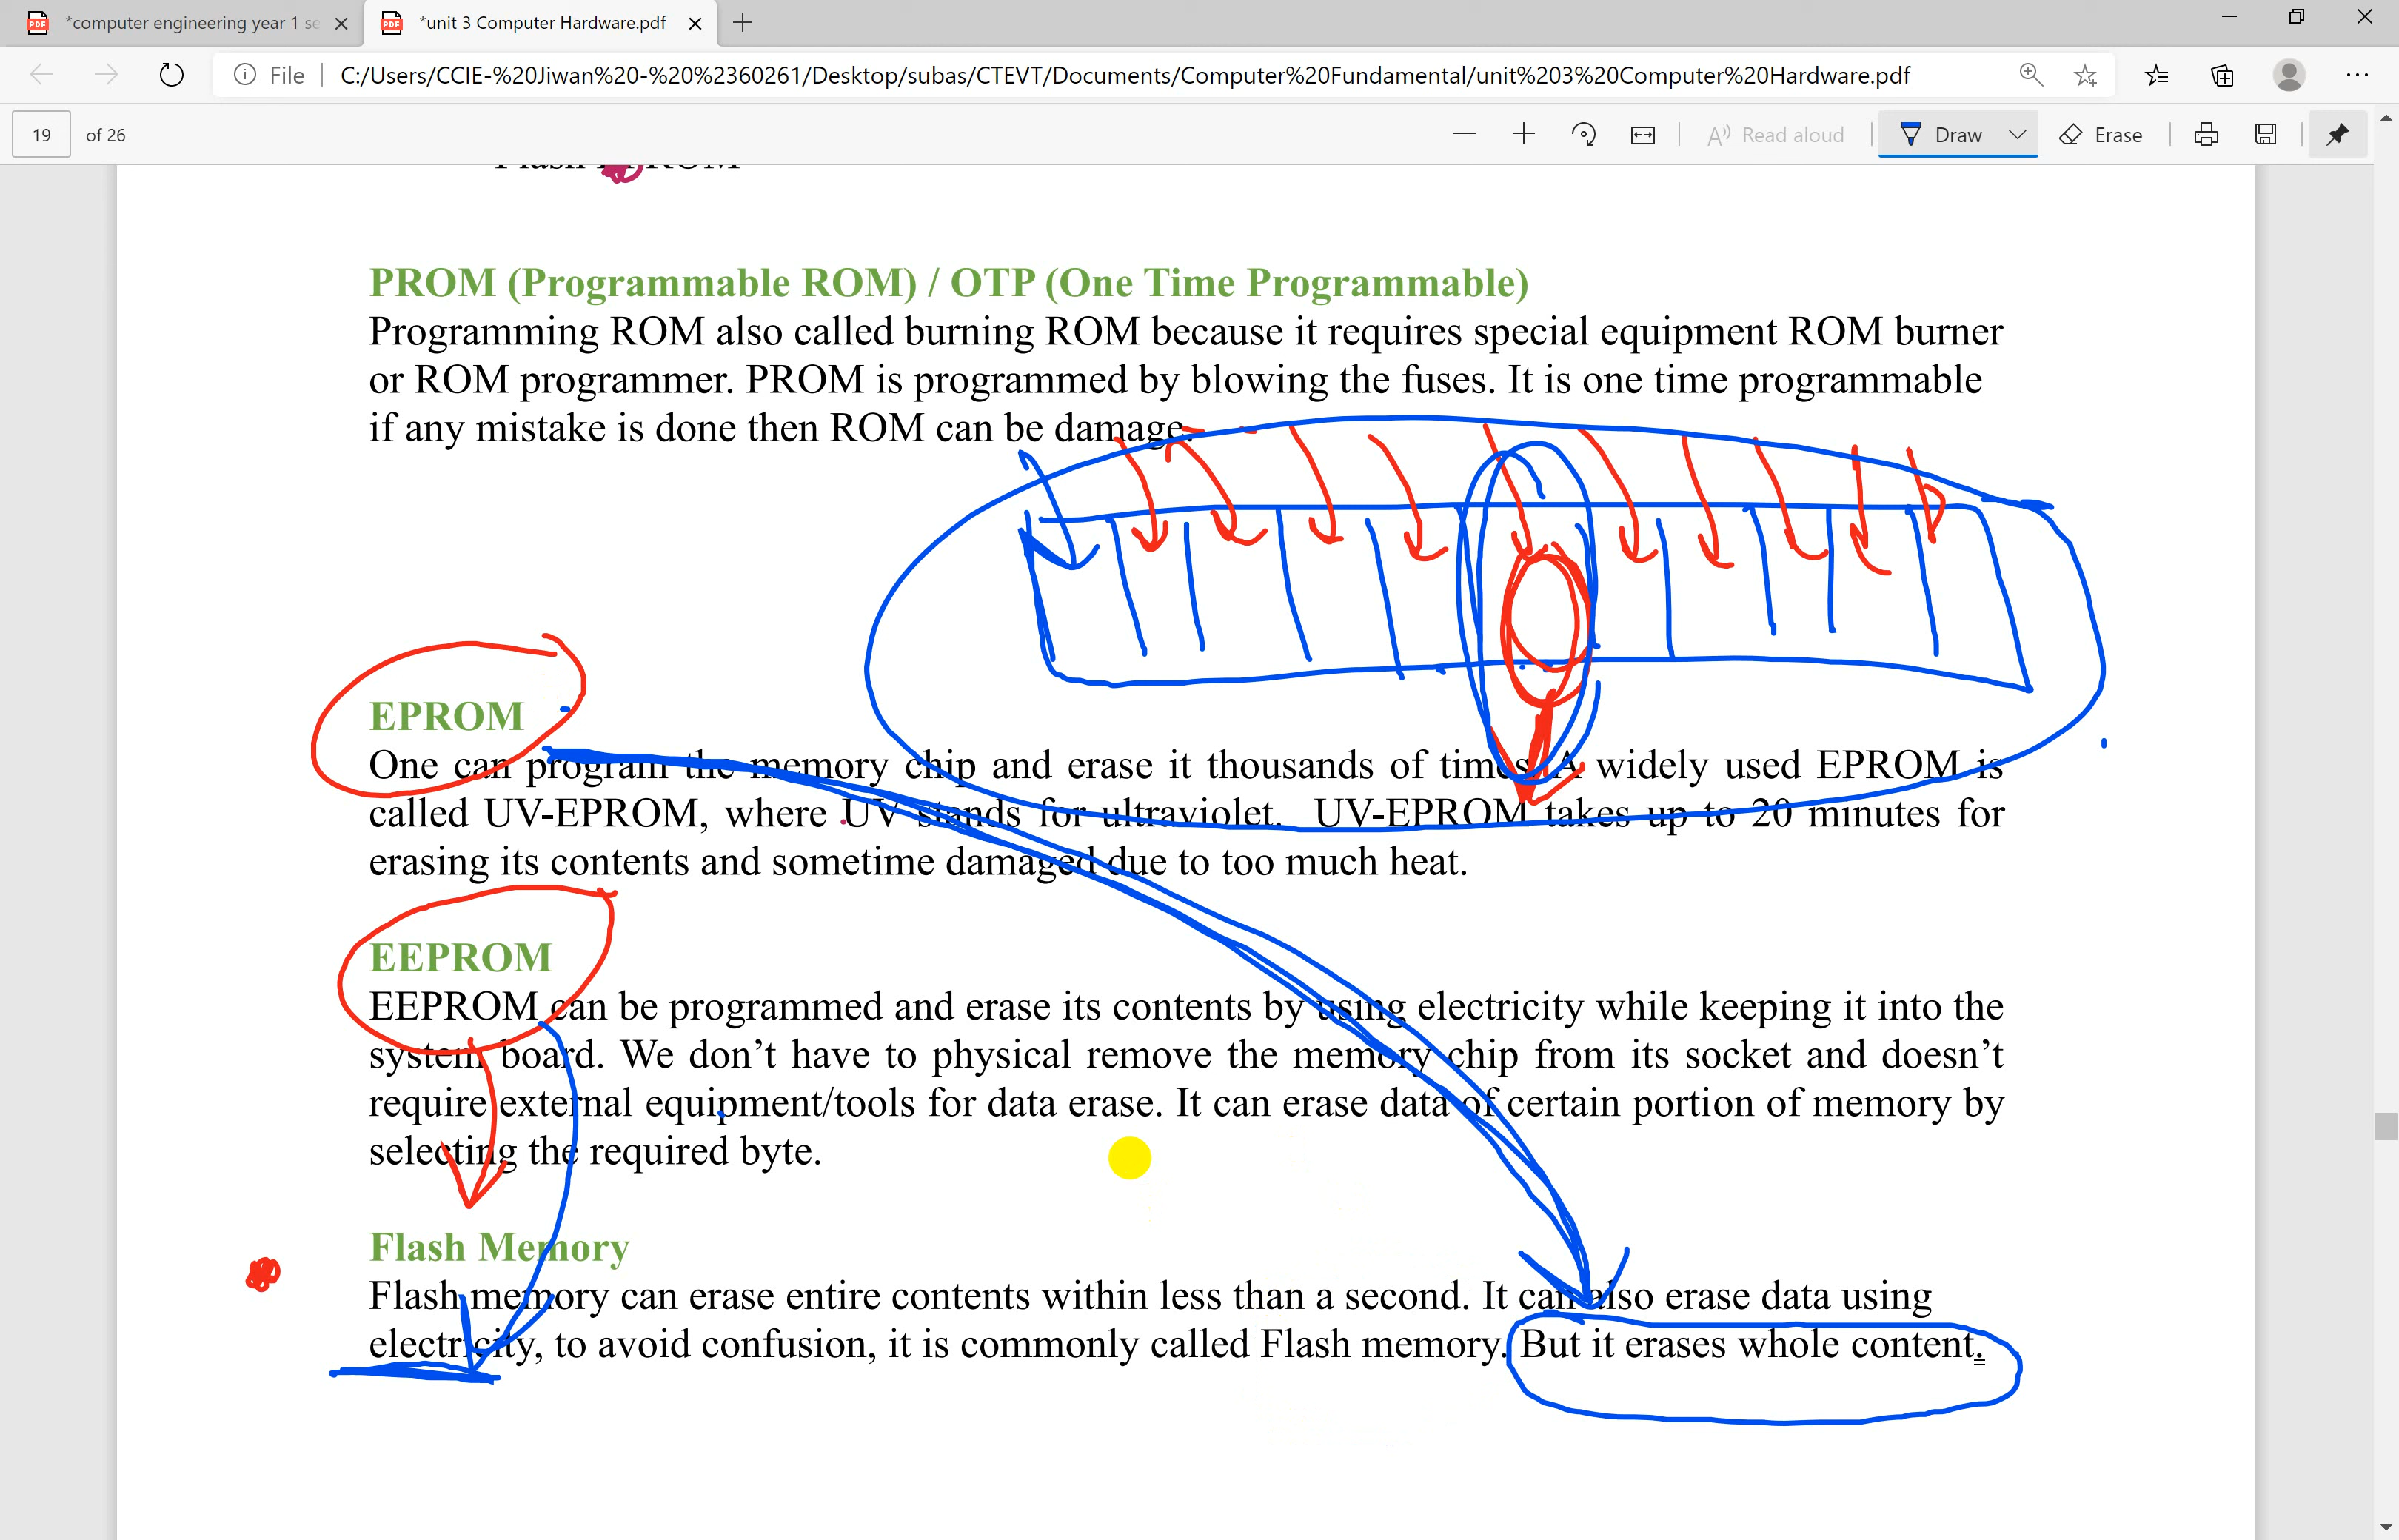 *computer engineering year 1 se
*unit 3 Computer Hardware.pdf
File
C:/Users/CCIE-%20Jiwan%20-%20%2360261/Desktop/subas/CTEVT/Documents/Computer%20Fundamental/unit%203%20Computer%20Hardware.pdf
19 of 26
Read aloud
Draw
Erase
PROM (Programmable ROM) / OTP (One Time Programmable)
Programming ROM also called burning ROM because it requires special equipment ROM burner
or ROM programmer. PROM is programmed by blowing the fuses. It is one time programmable
if any mistake is done then ROM can be damage.
EPROM
One can program the memory chip and erase it thousands of times. A widely used EPROM is
called UV-EPROM, where UV stands for ultraviolet. UV-EPROM takes up to 20 minutes for
erasing its contents and sometime damaged due to too much heat.
EEPROM
EEPROM can be programmed and erase its contents by using electricity while keeping it into the
system board. We don’t have to physical remove the memory chip from its socket and doesn’t
require external equipment/tools for data erase. It can erase data of certain portion of memory by
selecting the required byte.
Flash Memory
Flash memory can erase entire contents within less than a second. It can also erase data using
electricity, to avoid confusion, it is commonly called Flash memory. But it erases whole content.